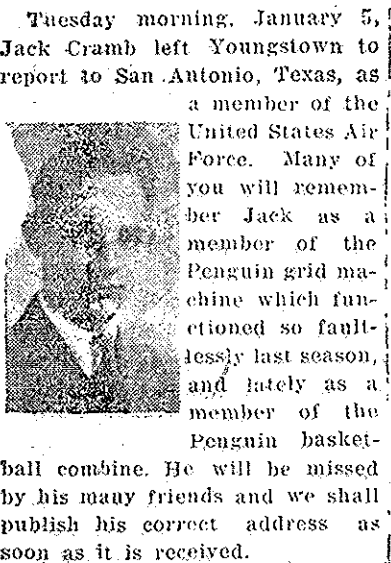 Tuesday morning, January 5,
Jack Cramb left Youngstown to
report to San Antonio, Texas, as
a member of the
United States Air
Force. Many of
you will remem-
ber Jack as a
member of the
Penguin grid ma-
chine which fun-
ctioned so fault-
lessly last season,
and lately as a
member of the
Penguin basket-
ball combine. He will be missed
by his many friends and we shall
publish his correct address as
soon as it is received.